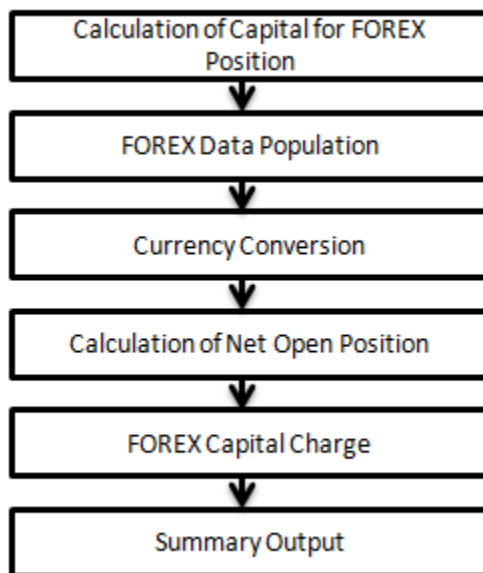 Calculation of Capital for FOREX
Position
FOREX Data Population
Currency Conversion
Calculation of Net Open Position
FOREX Capital Charge
Summary Output